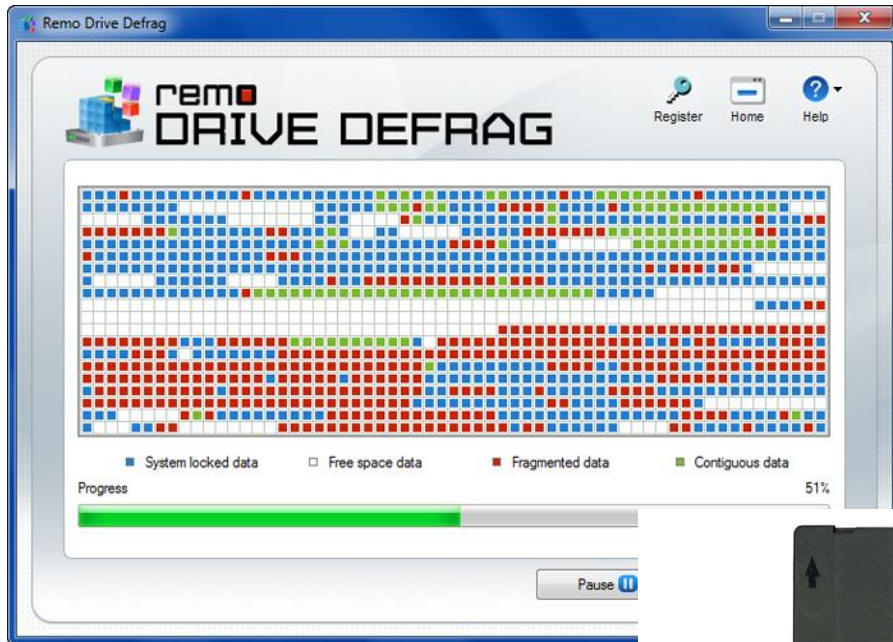 Remo Drive Defrag
remo
DRIVE DEFRAG
Register
Home
Help
System locked data
Free space data
Fragmented data
Contiguous data
Progress
51%
Pause